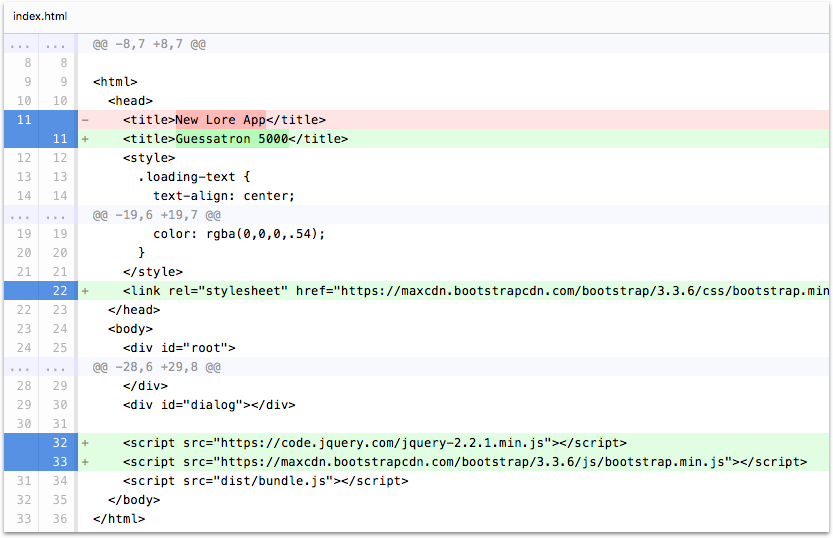 index.html
... ... @@ -8,7 +8,7 @@
8 8
9 9 <html>
10 10   <head>
11 -     <title>New Lore App</title>
11 +     <title>Guessatron 5000</title>
12 12     <style>
13 13       .loading-text {
14 14         text-align: center;
... ... @@ -19,6 +19,7 @@
19 19         color: rgba(0,0,0,.54);
20 20       }
21 21     </style>
22 +     <link rel="stylesheet" href="https://maxcdn.bootstrapcdn.com/bootstrap/3.3.6/css/bootstrap.min
22 23   </head>
23 24   <body>
24 25     <div id="root">
... ... @@ -28,6 +29,8 @@
28 29     </div>
29 30     <div id="dialog"></div>
30 31
32 +     <script src="https://code.jquery.com/jquery-2.2.1.min.js"></script>
33 +     <script src="https://maxcdn.bootstrapcdn.com/bootstrap/3.3.6/js/bootstrap.min.js"></script>
31 34     <script src="dist/bundle.js"></script>
32 35   </body>
33 36 </html>